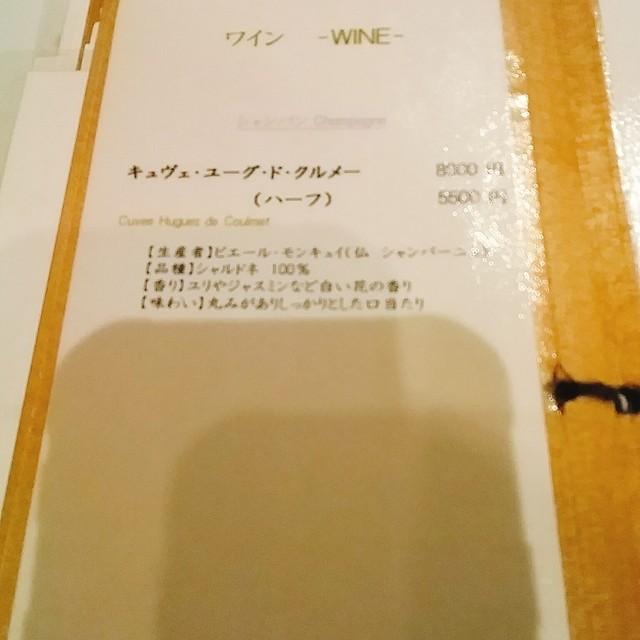 ワイン -WINE-
シャンパン Champagne
キュヴェ・ユーグ・ド・クルメー 8000 円
(ハーフ) 5500 円
Cuvee Hugues de Coulmet
【生産者】ピエール・モンキュイ(仏 シャンパーニュ)
【品種】シャルドネ 100%
【香り】ユリやジャスミンなど白い花の香り
【味わい】丸みがありしっかりとした口当たり